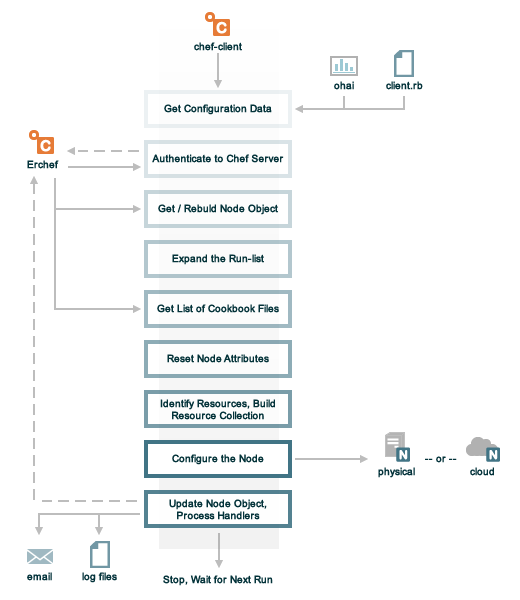 chef-client
ohai
client.rb
Get Configuration Data
Erchef
Authenticate to Chef Server
Get / Rebuld Node Object
Expand the Run-list
Get List of Cookbook Files
Reset Node Attributes
Identify Resources, Build
Resource Collection
Configure the Node
N
N
physical
-- or --
cloud
Update Node Object,
Process Handlers
email
log files
Stop, Wait for Next Run